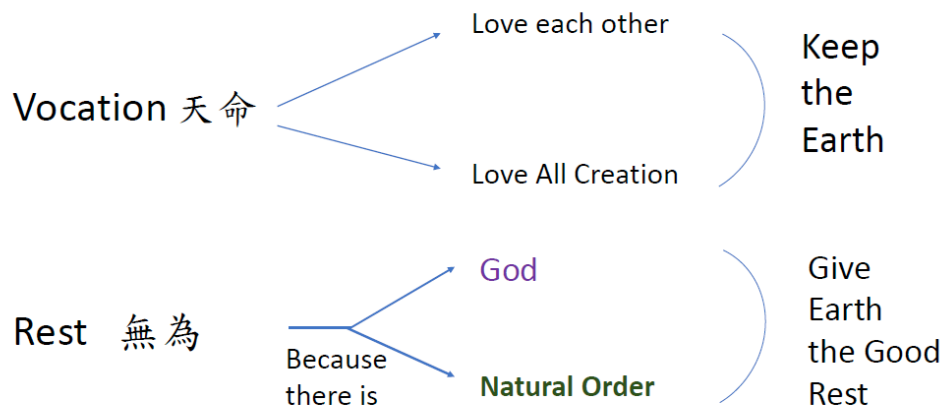 Vocation 天命
Love each other
Love All Creation
Keep
the
Earth
Rest 無為
Because
there is
God
Natural Order
Give
Earth
the Good
Rest